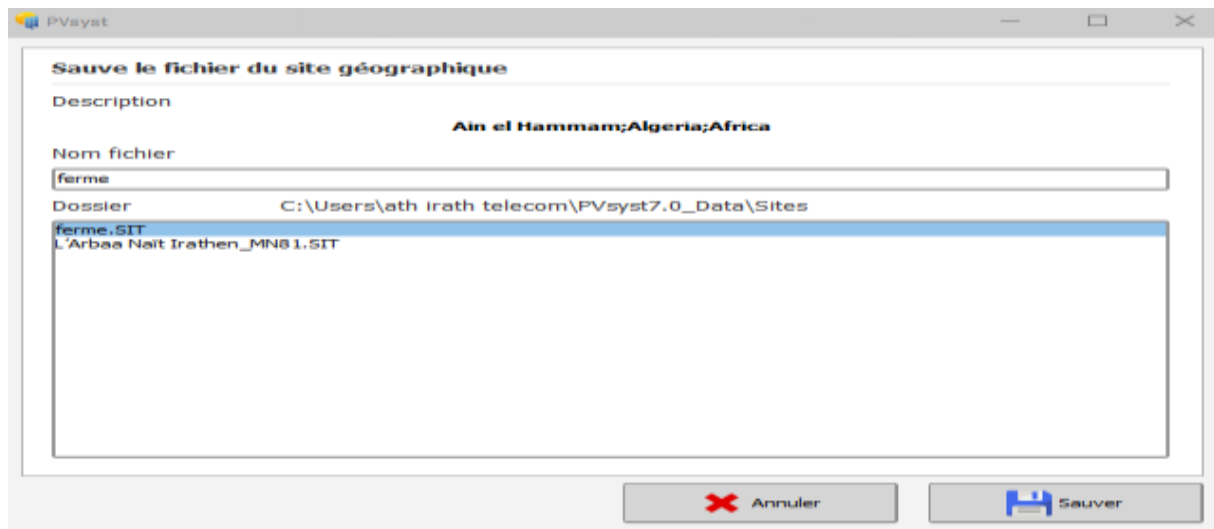 PVsyst
Sauve le fichier du site géographique
Description
Ain el Hammam;Algeria;Africa
Nom fichier
ferme
Dossier C:\Users\ath irath telecom\PVsyst7.0_Data\Sites
ferme.SIT
L'Arbaa Naït Irathen_MN81.SIT
Annuler Sauver